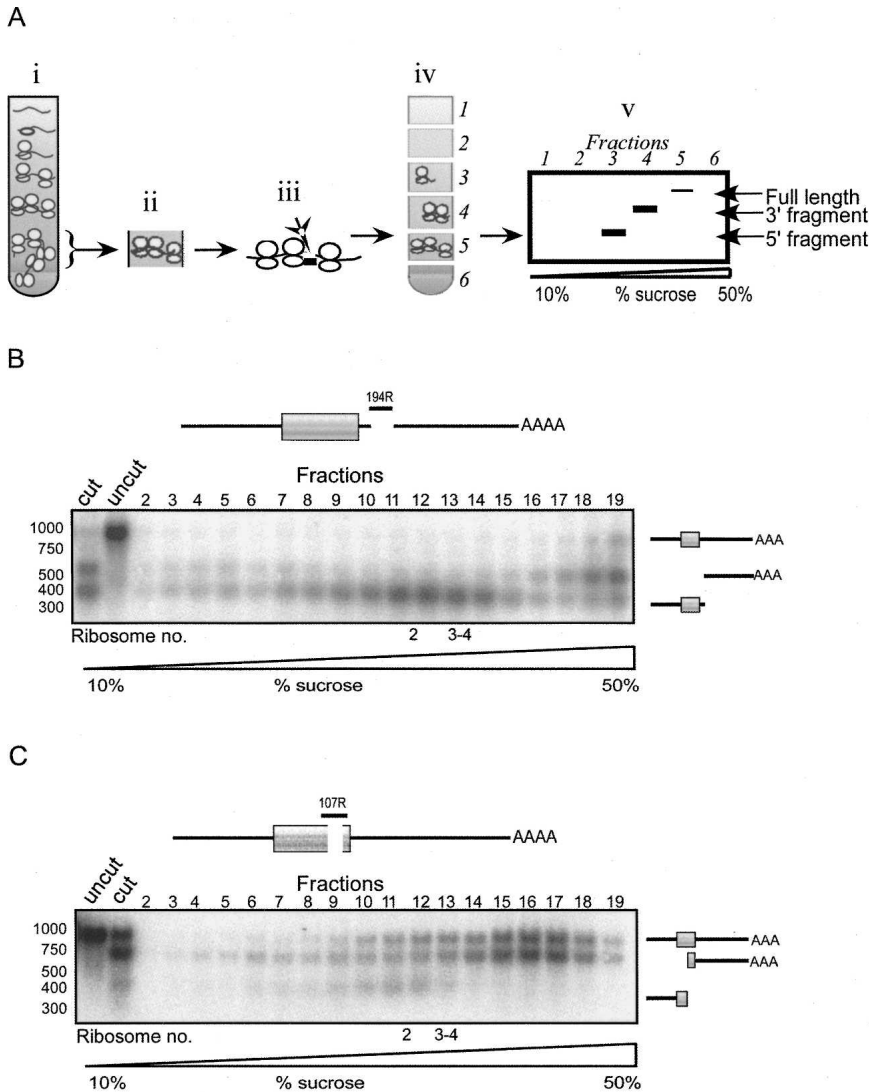 A
i
ii
iii
iv
1
2
3
4
5
6
v
Fractions
1 2 3 4 5 6
Full length
3' fragment
5' fragment
10% % sucrose 50%
B
194R
AAAA
Fractions
cut uncut 2 3 4 5 6 7 8 9 10 11 12 13 14 15 16 17 18 19
1000
750
500
400
300
AAA
AAA
Ribosome no. 2 3-4
10% % sucrose 50%
C
107R
AAAA
Fractions
uncut cut 2 3 4 5 6 7 8 9 10 11 12 13 14 15 16 17 18 19
1000
750
500
400
300
AAA
AAA
Ribosome no. 2 3-4
10% % sucrose 50%